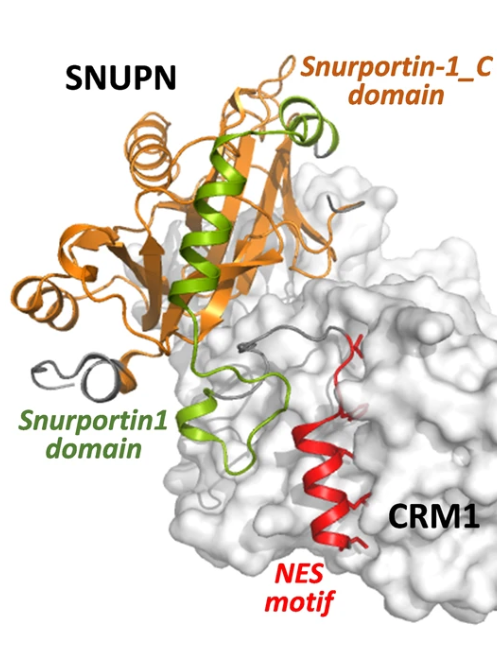 SNUPN
Snurportin-1_C
domain
Snurportin1
domain
CRM1
NES
motif